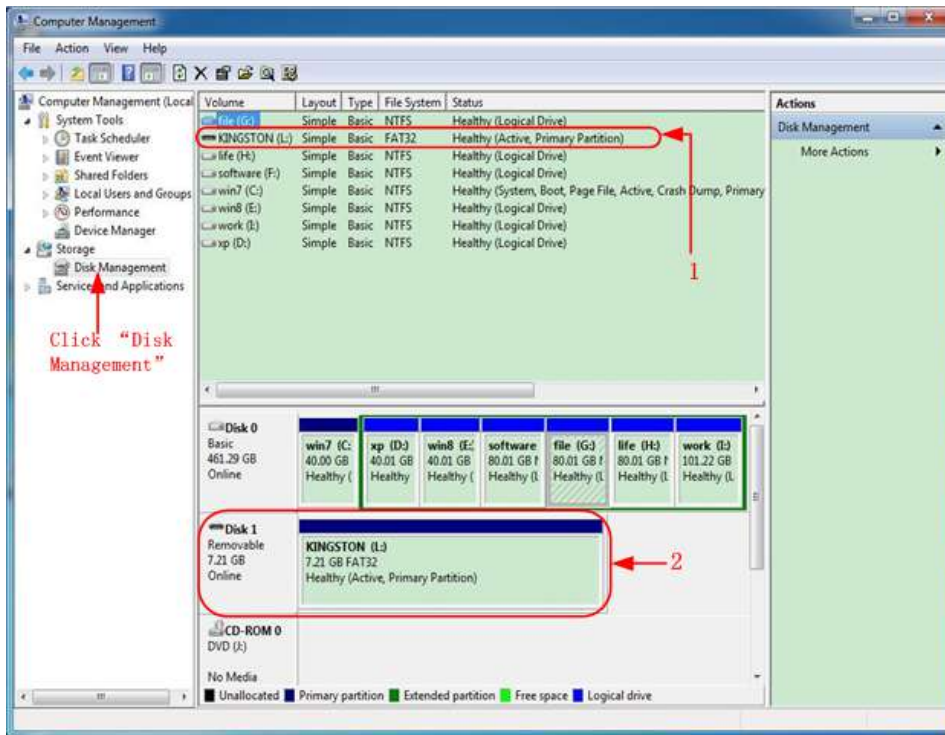 Computer Management
File Action View Help
Computer Management (Local
System Tools
Task Scheduler
Event Viewer
Shared Folders
Local Users and Groups
Performance
Device Manager
Storage
Disk Management
Services and Applications
Click “Disk
Management”
Volume Layout Type File System Status
file (G:) Simple Basic NTFS Healthy (Logical Drive)
KINGSTON (L:) Simple Basic FAT32 Healthy (Active, Primary Partition)
life (H:) Simple Basic NTFS Healthy (Logical Drive)
software (F:) Simple Basic NTFS Healthy (Logical Drive)
win7 (C:) Simple Basic NTFS Healthy (System, Boot, Page File, Active, Crash Dump, Primary
win8 (E:) Simple Basic NTFS Healthy (Logical Drive)
work (I:) Simple Basic NTFS Healthy (Logical Drive)
xp (D:) Simple Basic NTFS Healthy (Logical Drive)
1
Actions
Disk Management
More Actions
Disk 0
Basic
461.29 GB
Online
win7 (C: xp (D:) win8 (E: software file (G:) life (H:) work (I:)
40.00 GB 40.01 GB 40.01 GB 80.01 GB N 80.01 GB N 80.01 GB N 101.22 GB
Healthy ( Healthy Healthy ( Healthy (L Healthy (L Healthy (L Healthy (L
Disk 1
Removable
7.21 GB
Online
KINGSTON (L:)
7.21 GB FAT32
Healthy (Active, Primary Partition)
2
CD-ROM 0
DVD (J:)
No Media
Unallocated Primary partition Extended partition Free space Logical drive